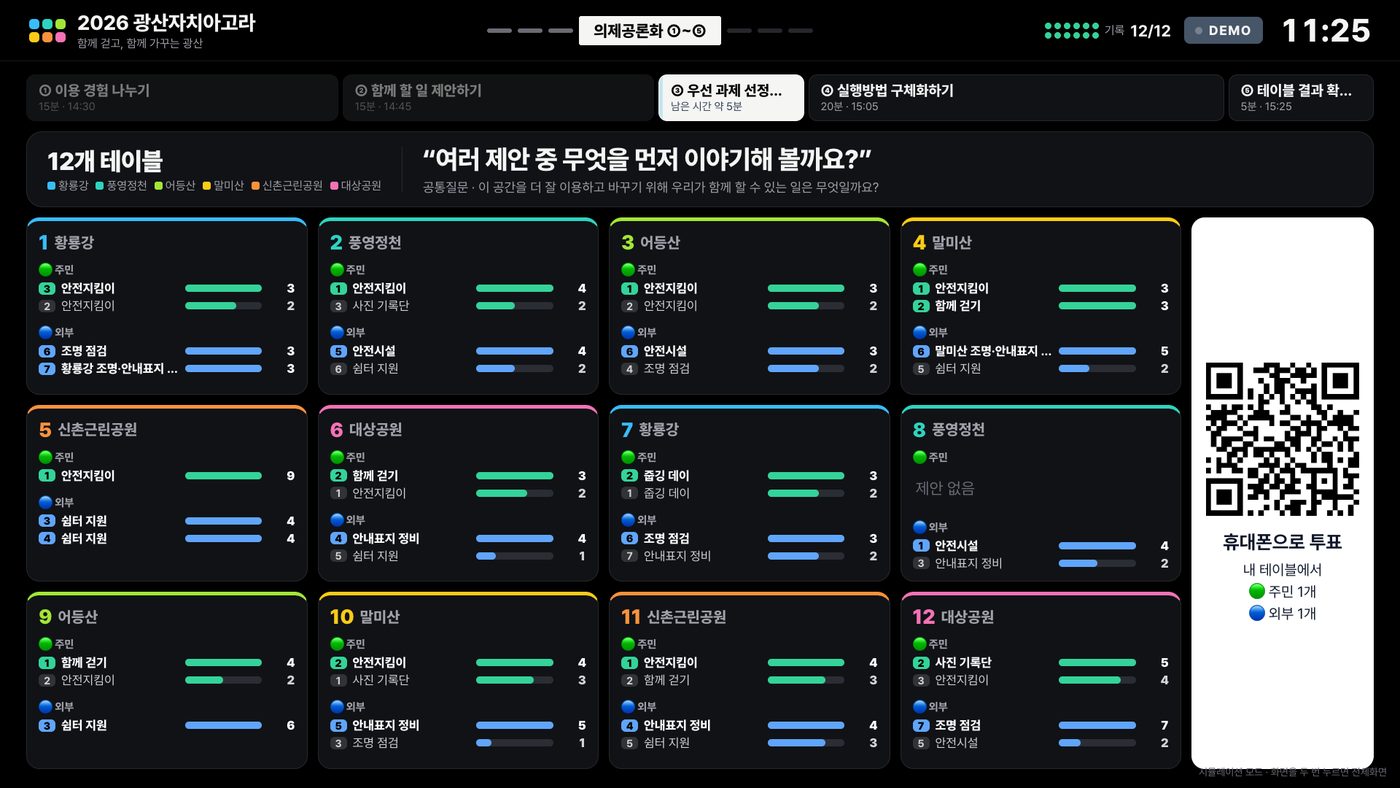 2026 광산자치아고라
함께 걷고, 함께 가꾸는 광산
의제공론화 ①~⑤
기록 12/12
DEMO
11:25
① 이용 경험 나누기
15분 · 14:30
② 함께 할 일 제안하기
15분 · 14:45
③ 우선 과제 선정...
남은 시간 약 5분
④ 실행방법 구체화하기
20분 · 15:05
⑤ 테이블 결과 확...
5분 · 15:25
12개 테이블
황룡강 풍영정천 어등산 말미산 신촌근린공원 대상공원
“여러 제안 중 무엇을 먼저 이야기해 볼까요?”
공통질문 · 이 공간을 더 잘 이용하고 바꾸기 위해 우리가 함께 할 수 있는 일은 무엇일까요?
1 황룡강
주민
3 안전지킴이 3
2 안전지킴이 2
외부
6 조명 점검 3
7 황룡강 조명·안내표지 ... 3
2 풍영정천
주민
1 안전지킴이 4
3 사진 기록단 2
외부
5 안전시설 4
6 쉼터 지원 2
3 어등산
주민
1 안전지킴이 3
2 안전지킴이 2
외부
6 안전시설 3
4 조명 점검 2
4 말미산
주민
1 안전지킴이 3
2 함께 걷기 3
외부
6 말미산 조명·안내표지 ... 5
5 쉼터 지원 2
5 신촌근린공원
주민
1 안전지킴이 9
외부
3 쉼터 지원 4
4 쉼터 지원 4
6 대상공원
주민
2 함께 걷기 3
1 안전지킴이 2
외부
4 안내표지 정비 4
5 쉼터 지원 1
7 황룡강
주민
2 줍깅 데이 3
1 줍깅 데이 2
외부
6 조명 점검 3
7 안내표지 정비 2
8 풍영정천
주민
제안 없음
외부
1 안전시설 4
3 안내표지 정비 2
9 어등산
주민
1 함께 걷기 4
2 안전지킴이 2
외부
3 쉼터 지원 6
10 말미산
주민
2 안전지킴이 4
1 사진 기록단 3
외부
5 안내표지 정비 5
3 조명 점검 1
11 신촌근린공원
주민
1 안전지킴이 4
2 함께 걷기 3
외부
4 안내표지 정비 4
5 쉼터 지원 3
12 대상공원
주민
2 사진 기록단 5
3 안전지킴이 4
외부
7 조명 점검 7
5 안전시설 2
휴대폰으로 투표
내 테이블에서
주민 1개
외부 1개
시뮬레이션 모드 · 화면을 두 번 누르면 전체화면